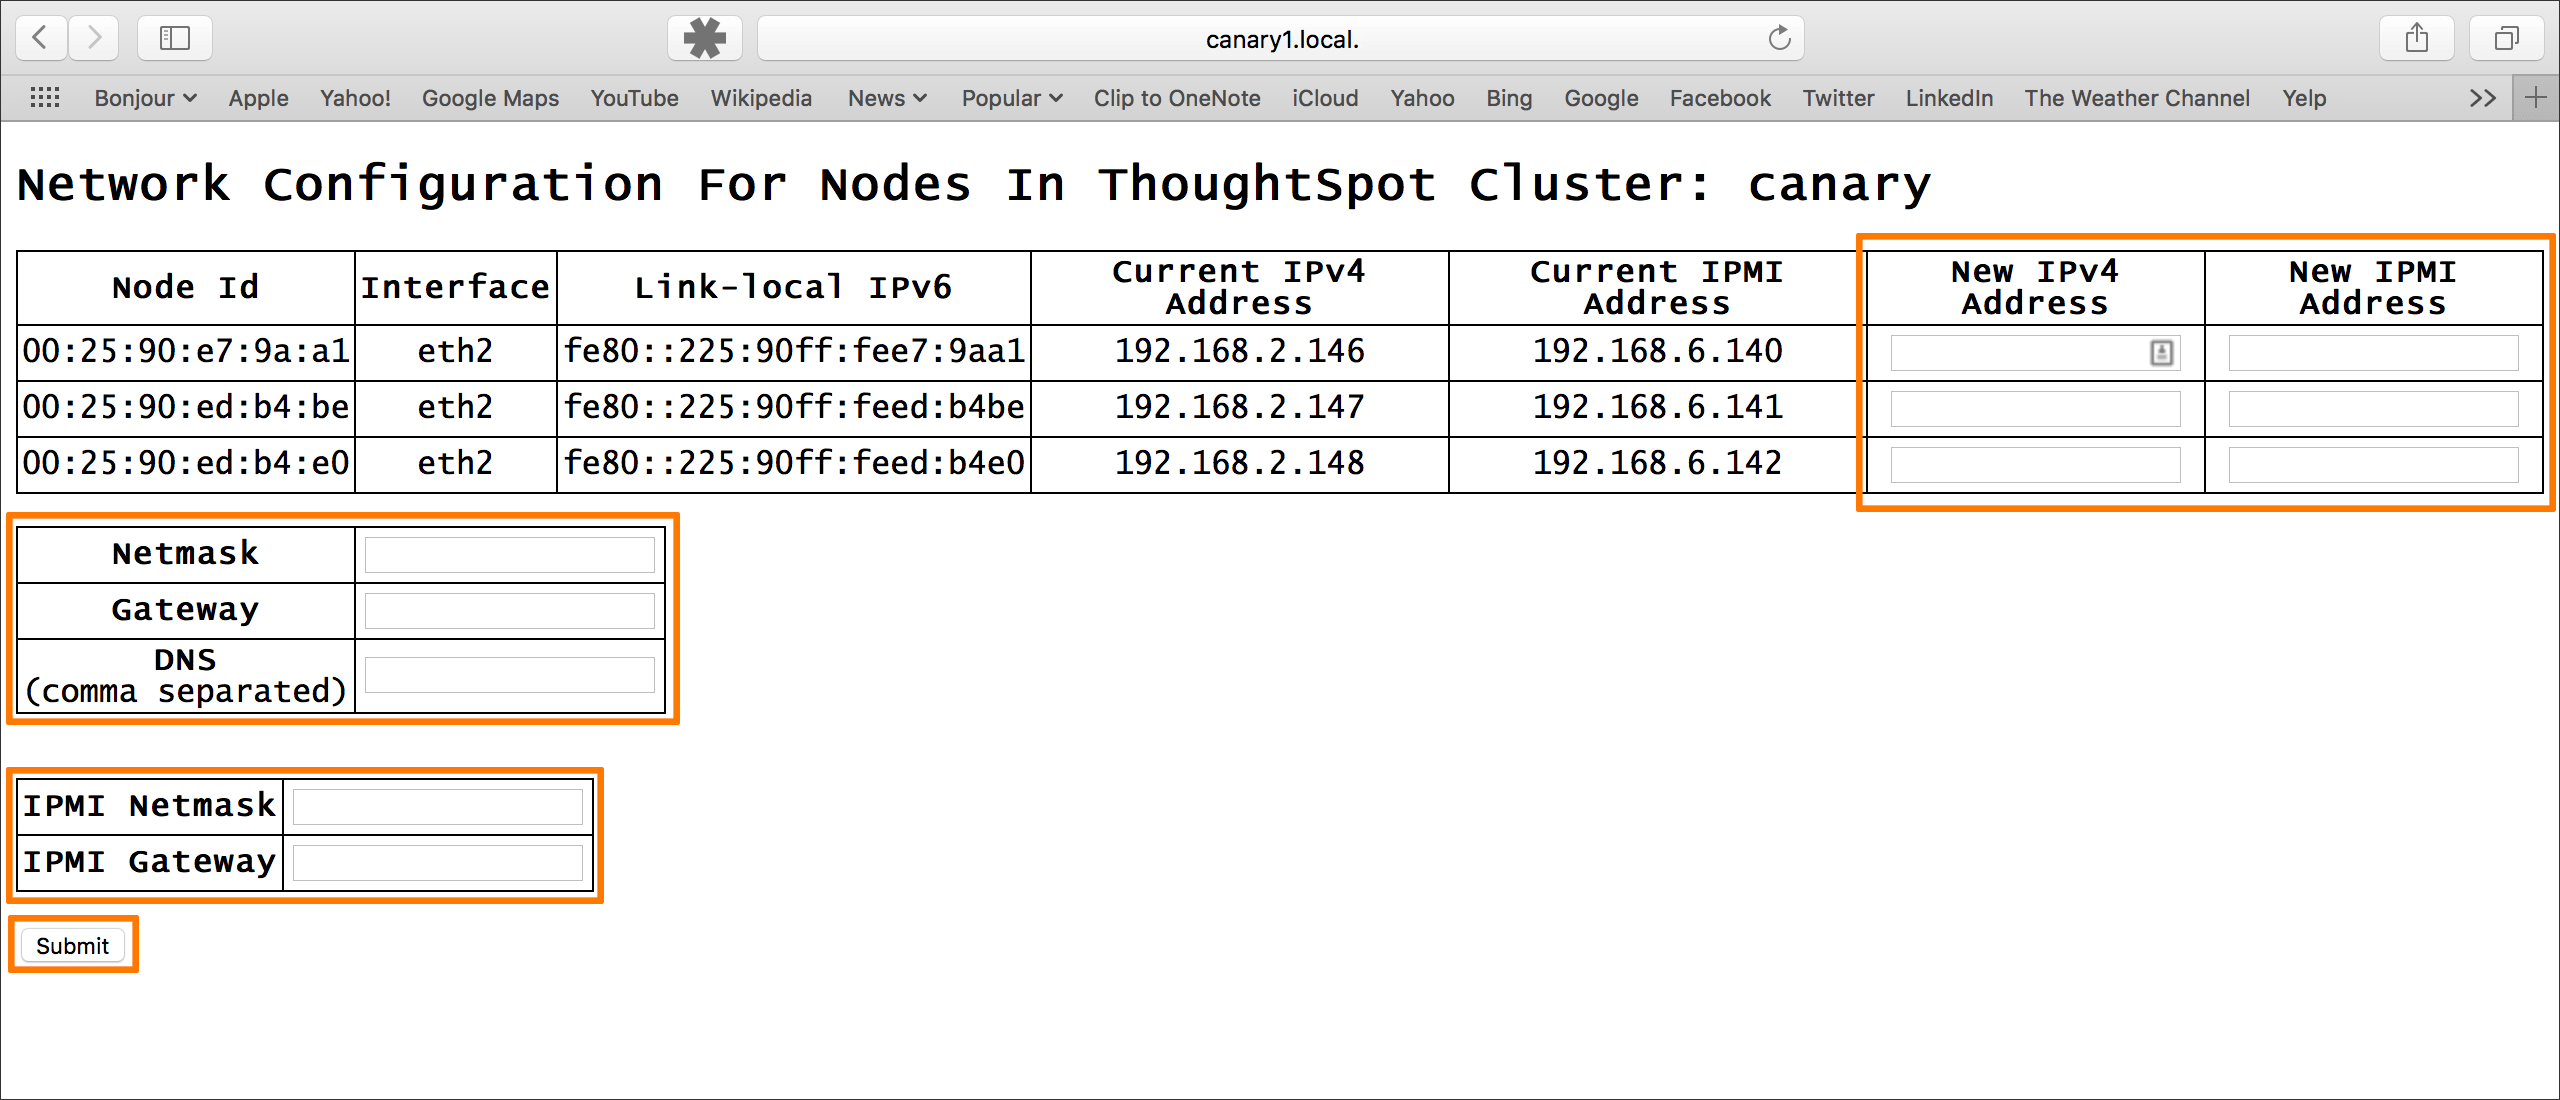 canary1.local.
Bonjour Apple Yahoo! Google Maps YouTube Wikipedia News Popular Clip to OneNote iCloud Yahoo Bing Google Facebook Twitter LinkedIn The Weather Channel Yelp
Network Configuration For Nodes In ThoughtSpot Cluster: canary
Node Id Interface Link-local IPv6 Current IPv4 Address Current IPMI Address New IPv4 Address New IPMI Address
00:25:90:e7:9a:a1 eth2 fe80::225:90ff:fee7:9aa1 192.168.2.146 192.168.6.140
00:25:90:ed:b4:be eth2 fe80::225:90ff:feed:b4be 192.168.2.147 192.168.6.141
00:25:90:ed:b4:e0 eth2 fe80::225:90ff:feed:b4e0 192.168.2.148 192.168.6.142
Netmask
Gateway
DNS
(comma separated)
IPMI Netmask
IPMI Gateway
Submit